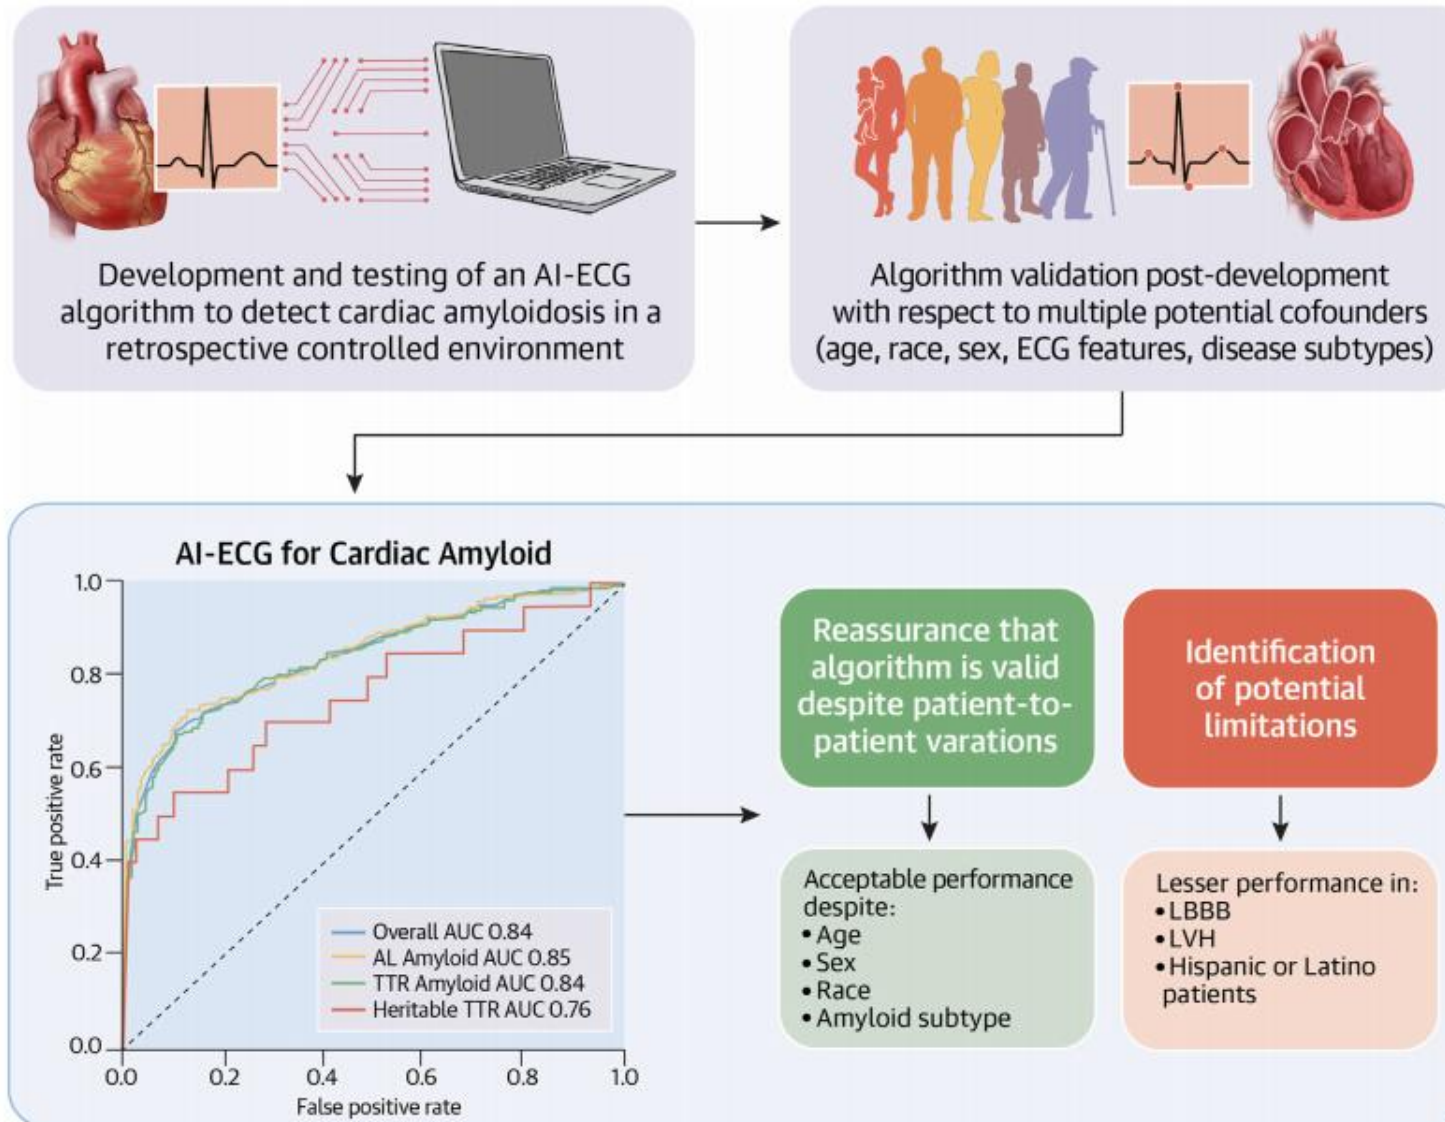 Development and testing of an AI-ECG
algorithm to detect cardiac amyloidosis in a
retrospective controlled environment
Algorithm validation post-development
with respect to multiple potential cofounders
(age, race, sex, ECG features, disease subtypes)
AI-ECG for Cardiac Amyloid
True positive rate
1.0
0.8
0.6
0.4
0.2
0.0
Overall AUC 0.84
AL Amyloid AUC 0.85
TTR Amyloid AUC 0.84
Heritable TTR AUC 0.76
0.0 0.2 0.4 0.6 0.8 1.0
False positive rate
Reassurance that
algorithm is valid
despite patient-to-
patient varations
Acceptable performance
despite:
• Age
• Sex
• Race
• Amyloid subtype
Identification
of potential
limitations
Lesser performance in:
• LBBB
• LVH
• Hispanic or Latino
patients